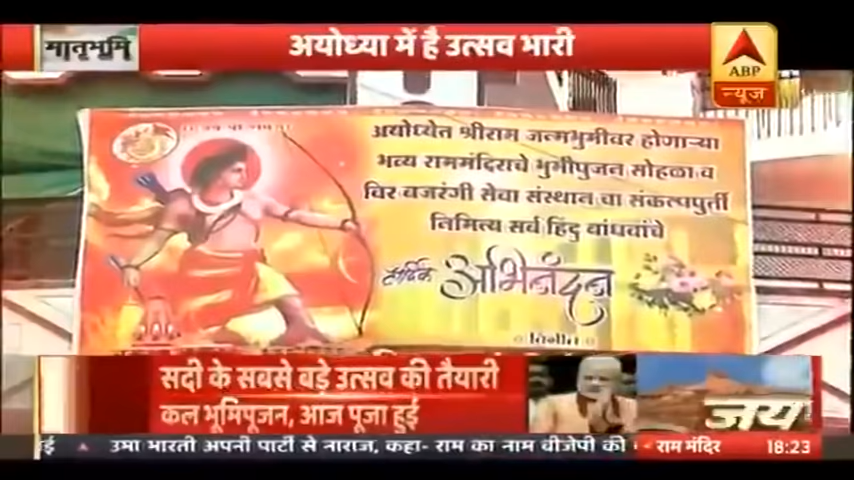 मातृभूमि
अयोध्या में है उत्सव भारी
ABP
न्यूज़
अयोध्येत श्रीराम जन्मभुमीवर होणाऱ्या
भव्य राममंदिराचे भुमीपुजन सोहळा व
विर बजरंगी सेवा संस्थान चा संकल्पपुर्ती
निमित्य सर्व हिंदु बांधवांचे
हार्दिक अभिनंदन
सदी के सबसे बड़े उत्सव की तैयारी
कल भूमिपूजन, आज पूजा हुई
जय
उमा भारती अपनी पार्टी से नाराज, कहा- राम का नाम बीजेपी की
राम मंदिर
18:23